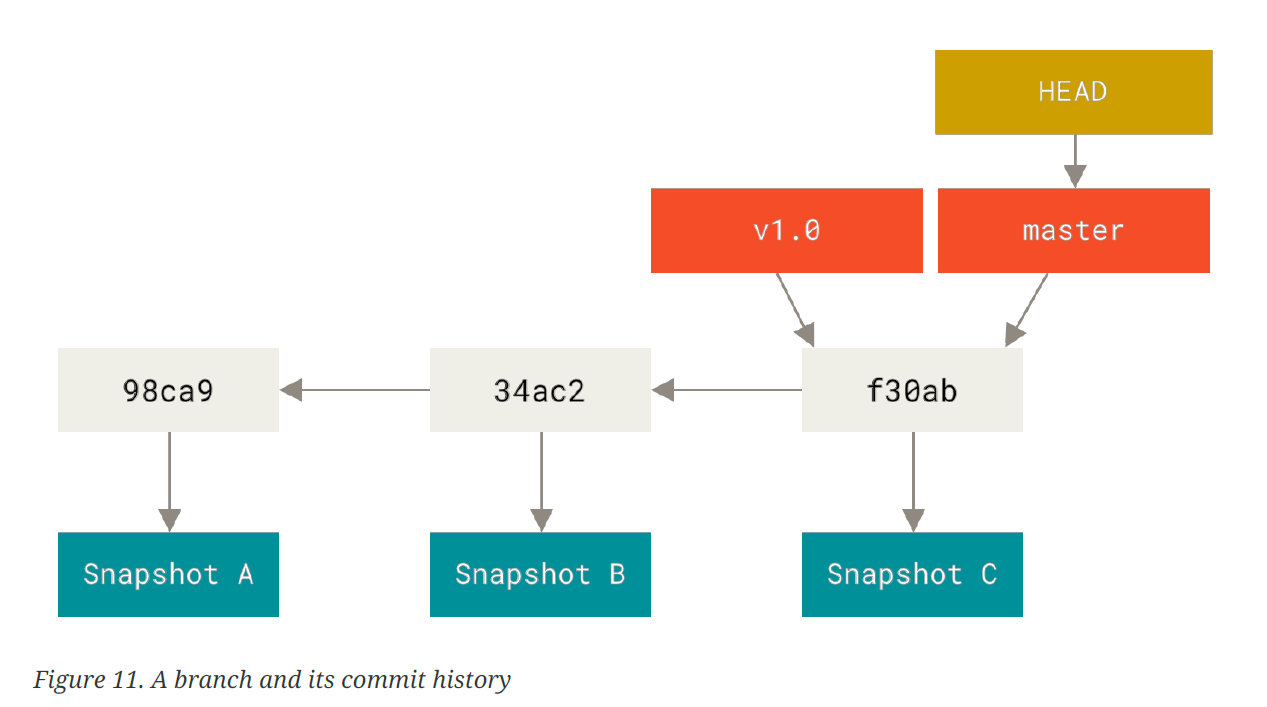 HEAD
v1.0 master
98ca9 34ac2 f30ab
Snapshot A Snapshot B Snapshot C
Figure 11. A branch and its commit history